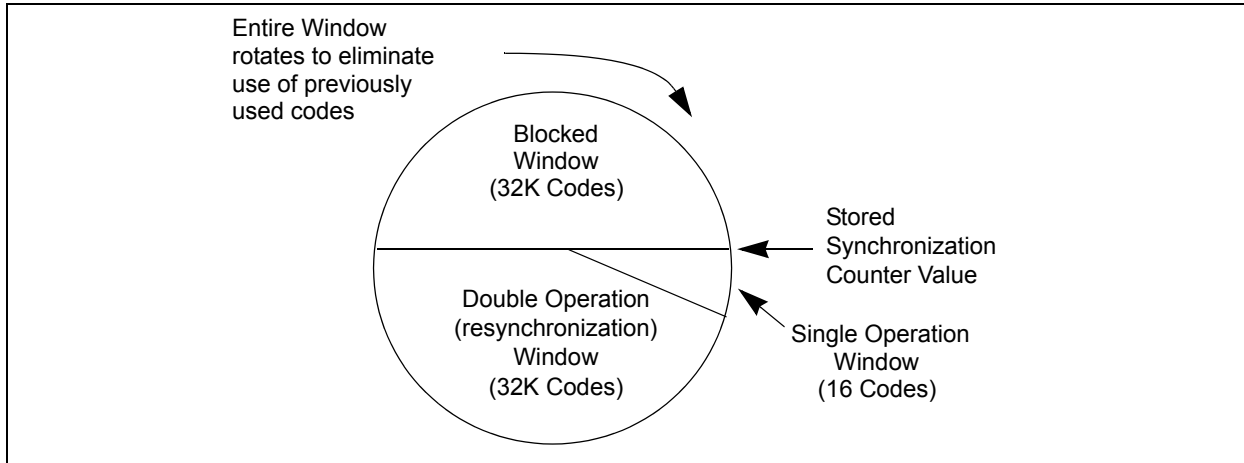 Entire Window
rotates to eliminate
use of previously
used codes
Blocked
Window
(32K Codes)
Stored
Synchronization
Counter Value
Double Operation
(resynchronization)
Window
(32K Codes)
Single Operation
Window
(16 Codes)